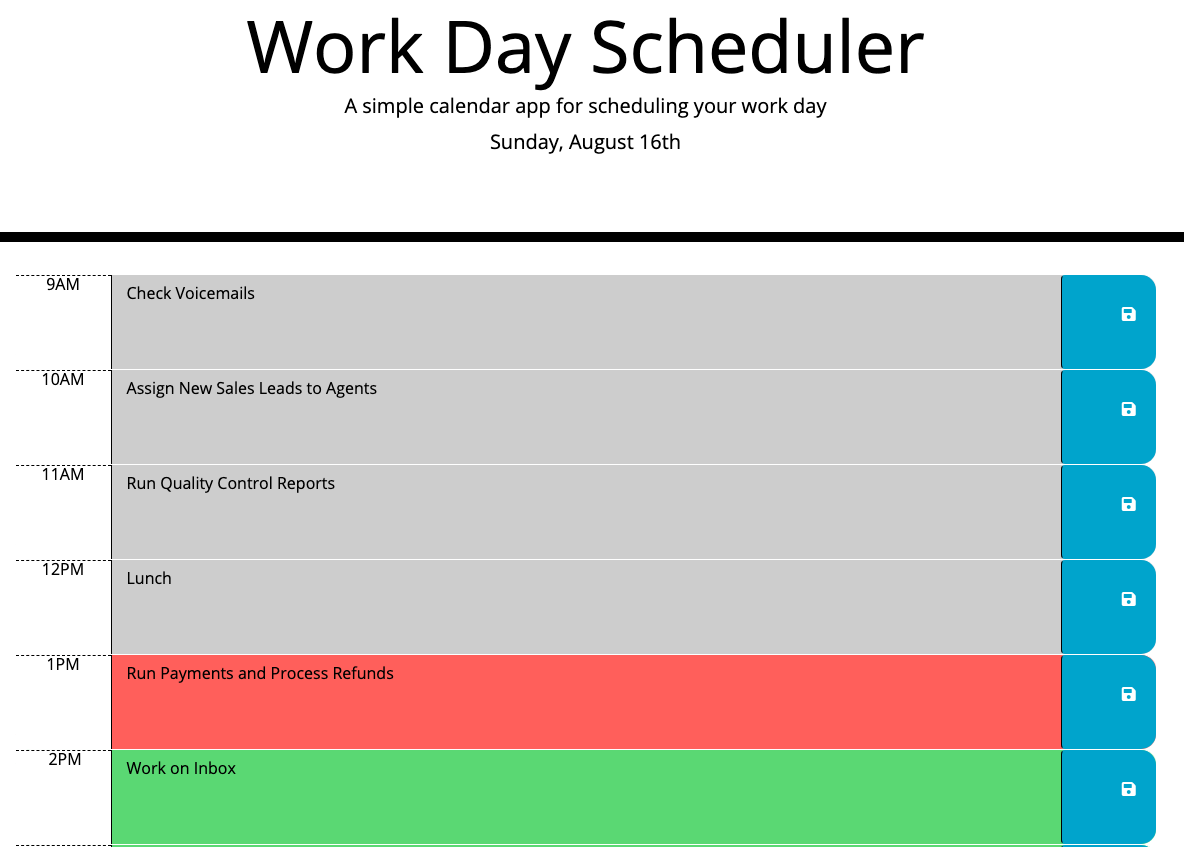 Work Day Scheduler
A simple calendar app for scheduling your work day
Sunday, August 16th
9AM
Check Voicemails
10AM
Assign New Sales Leads to Agents
11AM
Run Quality Control Reports
12PM
Lunch
1PM
Run Payments and Process Refunds
2PM
Work on Inbox